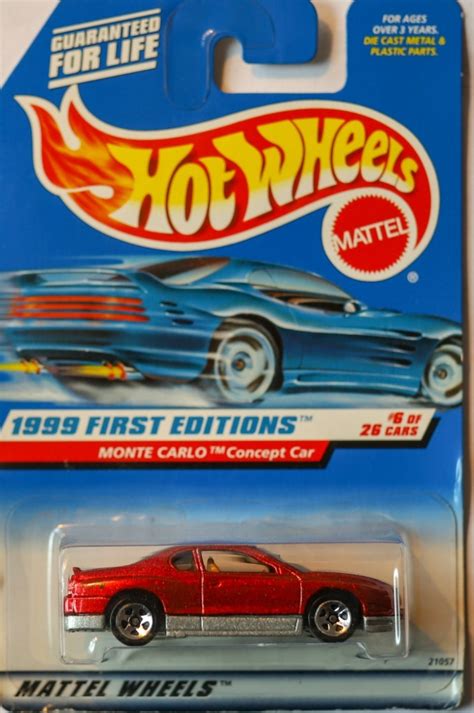 GUARANTEED
FOR LIFE
FOR AGES
OVER 3 YEARS.
DIE CAST METAL &
PLASTIC PARTS.
HOT WHEELS
MATTEL
®
1999 FIRST EDITIONS™
#6 OF
26 CARS
MONTE CARLO™ Concept Car
21057
MATTEL WHEELS™